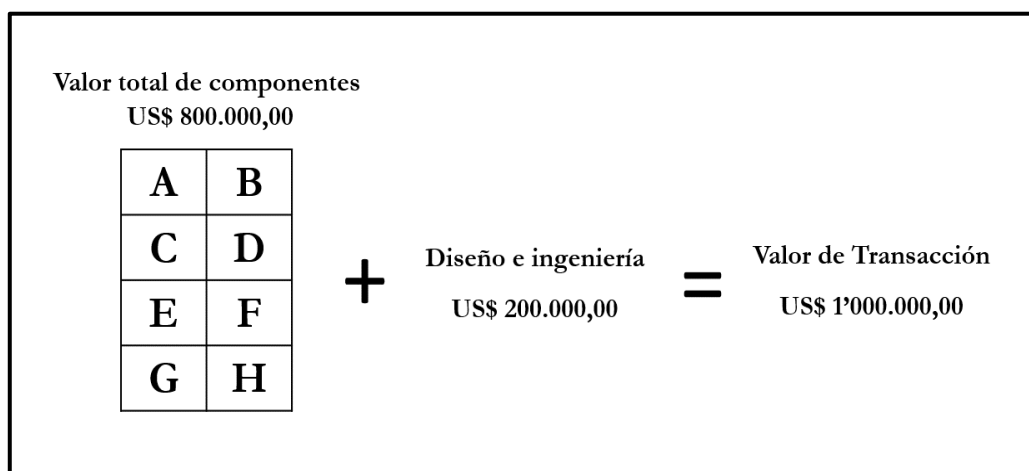 Valor total de componentes
US$ 800.000,00
A B
C D
E F
G H
+
Diseño e ingeniería
US$ 200.000,00
=
Valor de Transacción
US$ 1’000.000,00